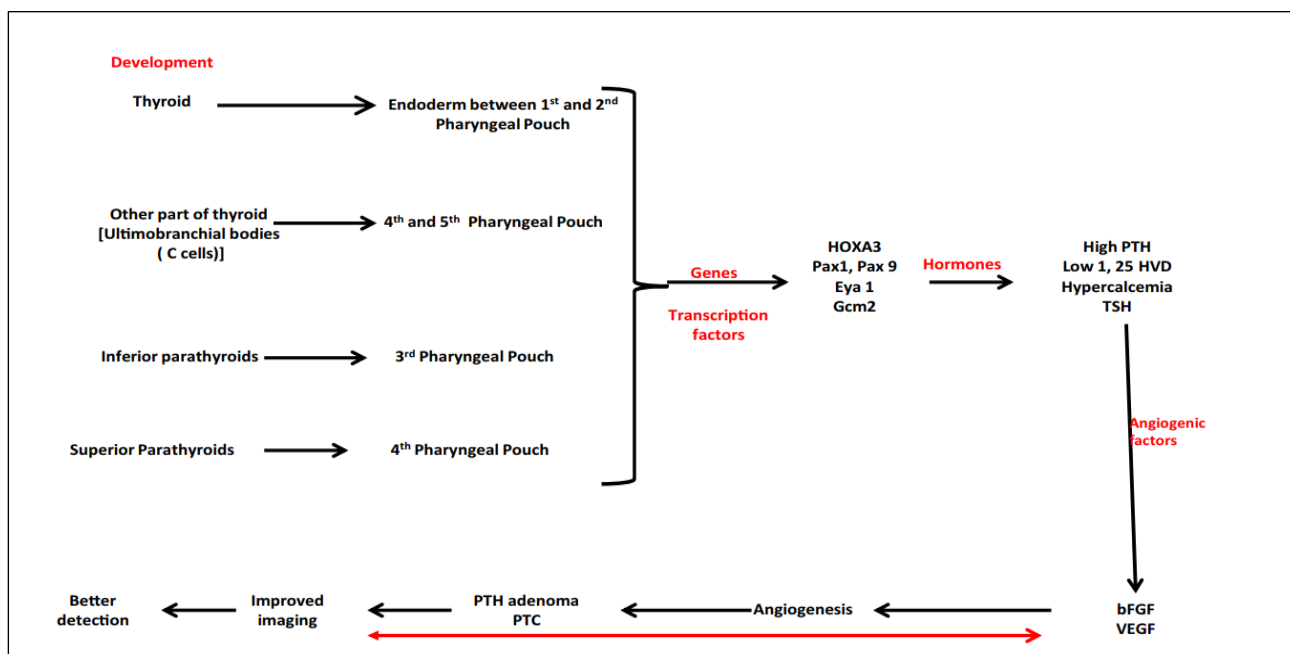 Development
Thyroid
Endoderm between 1st and 2nd
Pharyngeal Pouch
Other part of thyroid
[Ultimobranchial bodies
( C cells)]
4th and 5th Pharyngeal Pouch
Inferior parathyroids
3rd Pharyngeal Pouch
Superior Parathyroids
4th Pharyngeal Pouch
Genes
Transcription
factors
HOXA3
Pax1, Pax 9
Eya 1
Gcm2
Hormones
High PTH
Low 1, 25 HVD
Hypercalcemia
TSH
Angiogenic
factors
bFGF
VEGF
Angiogenesis
PTH adenoma
PTC
Improved
imaging
Better
detection